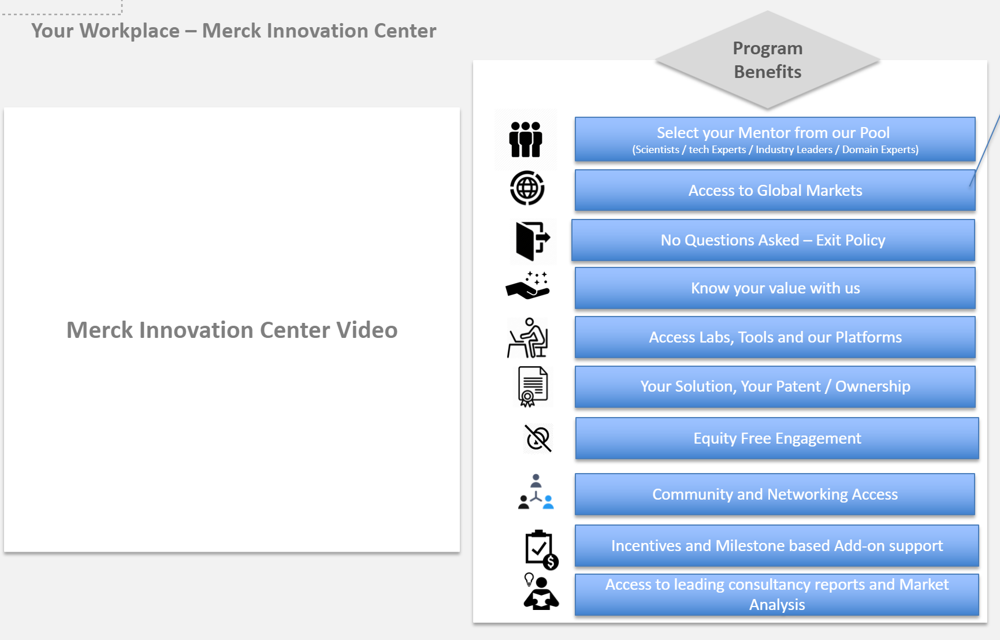 Your Workplace – Merck Innovation Center
Merck Innovation Center Video
Program
Benefits
Select your Mentor from our Pool
(Scientists / tech Experts / Industry Leaders / Domain Experts)
Access to Global Markets
No Questions Asked – Exit Policy
Know your value with us
Access Labs, Tools and our Platforms
Your Solution, Your Patent / Ownership
Equity Free Engagement
Community and Networking Access
Incentives and Milestone based Add-on support
$
Access to leading consultancy reports and Market
Analysis